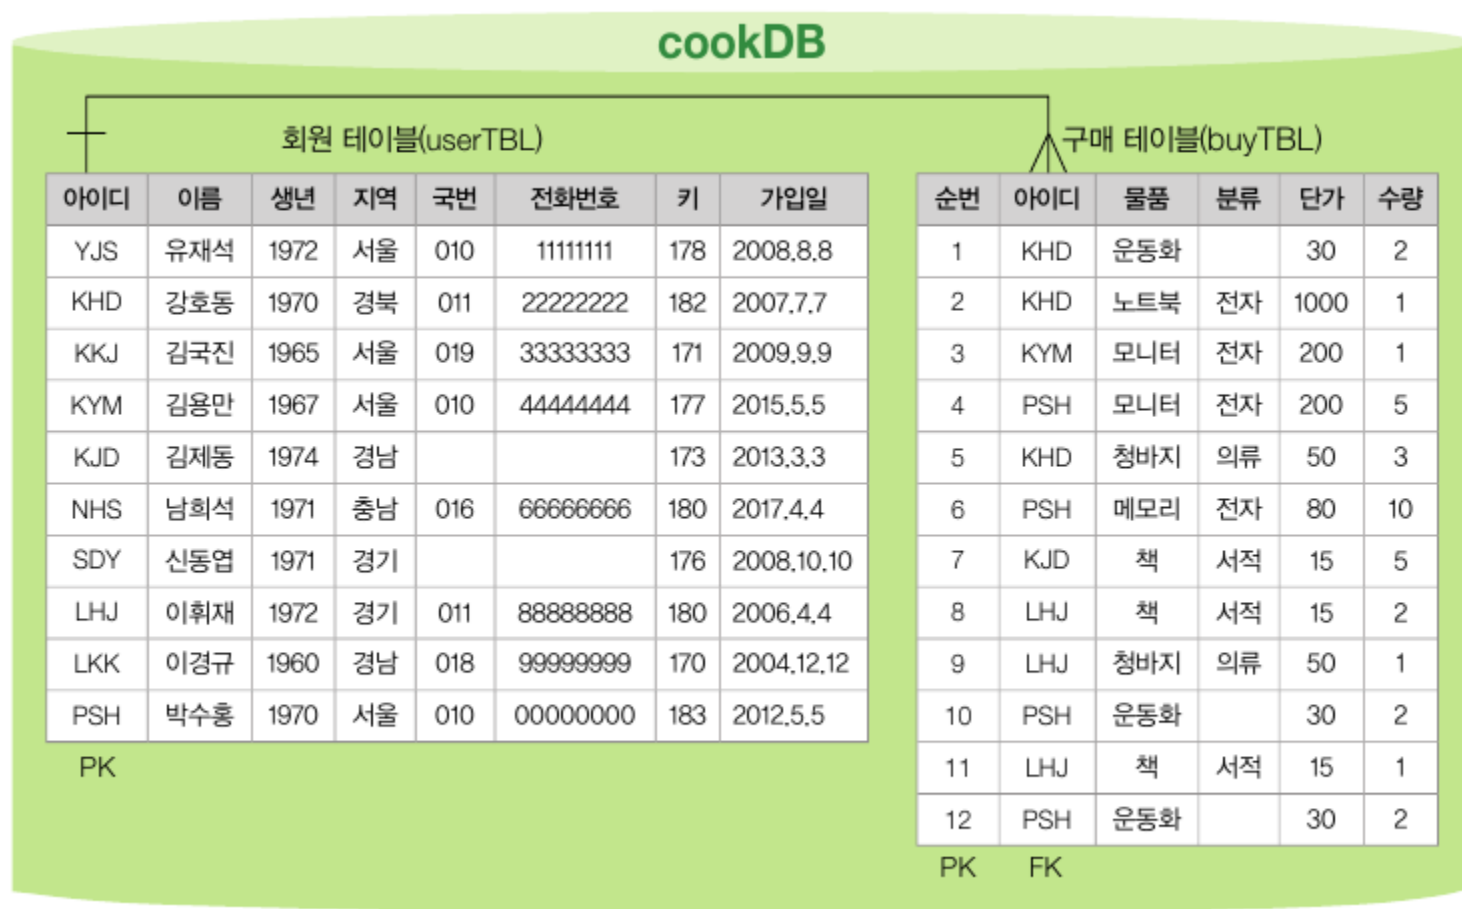 cookDB
회원 테이블(userTBL)
아이디 이름 생년 지역 국번 전화번호 키 가입일
YJS 유재석 1972 서울 010 11111111 178 2008.8.8
KHD 강호동 1970 경북 011 22222222 182 2007.7.7
KKJ 김국진 1965 서울 019 33333333 171 2009.9.9
KYM 김용만 1967 서울 010 44444444 177 2015.5.5
KJD 김제동 1974 경남 173 2013.3.3
NHS 남희석 1971 충남 016 66666666 180 2017.4.4
SDY 신동엽 1971 경기 176 2008.10.10
LHJ 이휘재 1972 경기 011 88888888 180 2006.4.4
LKK 이경규 1960 경남 018 99999999 170 2004.12.12
PSH 박수홍 1970 서울 010 00000000 183 2012.5.5
PK
구매 테이블(buyTBL)
순번 아이디 물품 분류 단가 수량
1 KHD 운동화 30 2
2 KHD 노트북 전자 1000 1
3 KYM 모니터 전자 200 1
4 PSH 모니터 전자 200 5
5 KHD 청바지 의류 50 3
6 PSH 메모리 전자 80 10
7 KJD 책 서적 15 5
8 LHJ 책 서적 15 2
9 LHJ 청바지 의류 50 1
10 PSH 운동화 30 2
11 LHJ 책 서적 15 1
12 PSH 운동화 30 2
PK FK